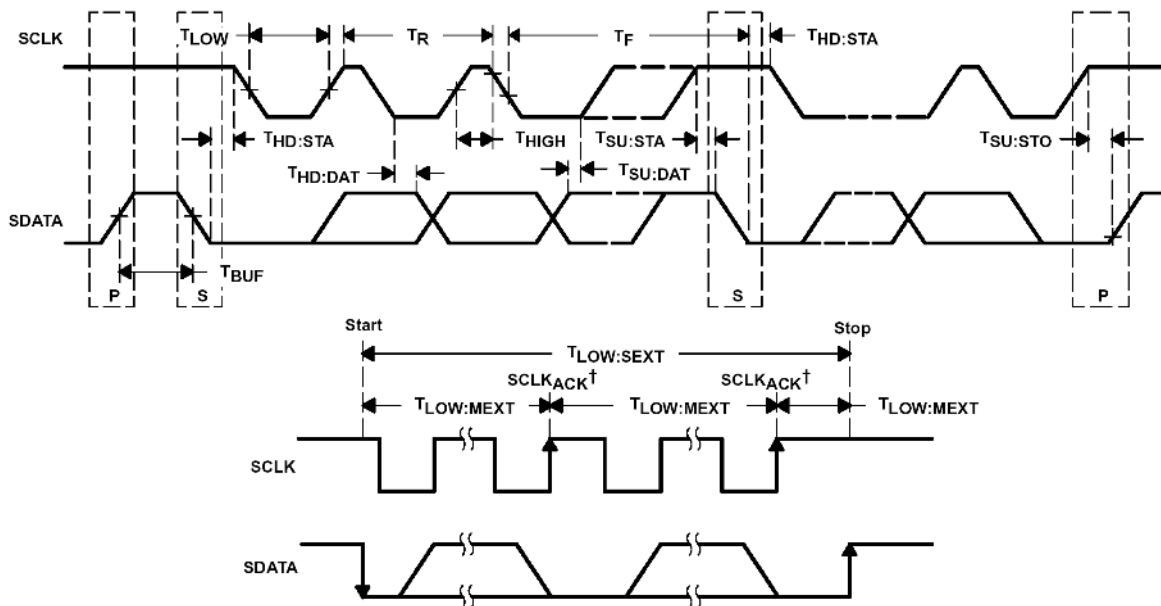 SCLK
TLOW
TR
TF
THD:STA
THD:STA
THIGH
TSU:STA
TSU:STO
THD:DAT
TSU:DAT
SDATA
TBUF
P
S
S
P
Start
Stop
TLOW:SEXT
SCLKACK†
SCLKACK†
TLOW:MEXT
TLOW:MEXT
TLOW:MEXT
SCLK
SDATA